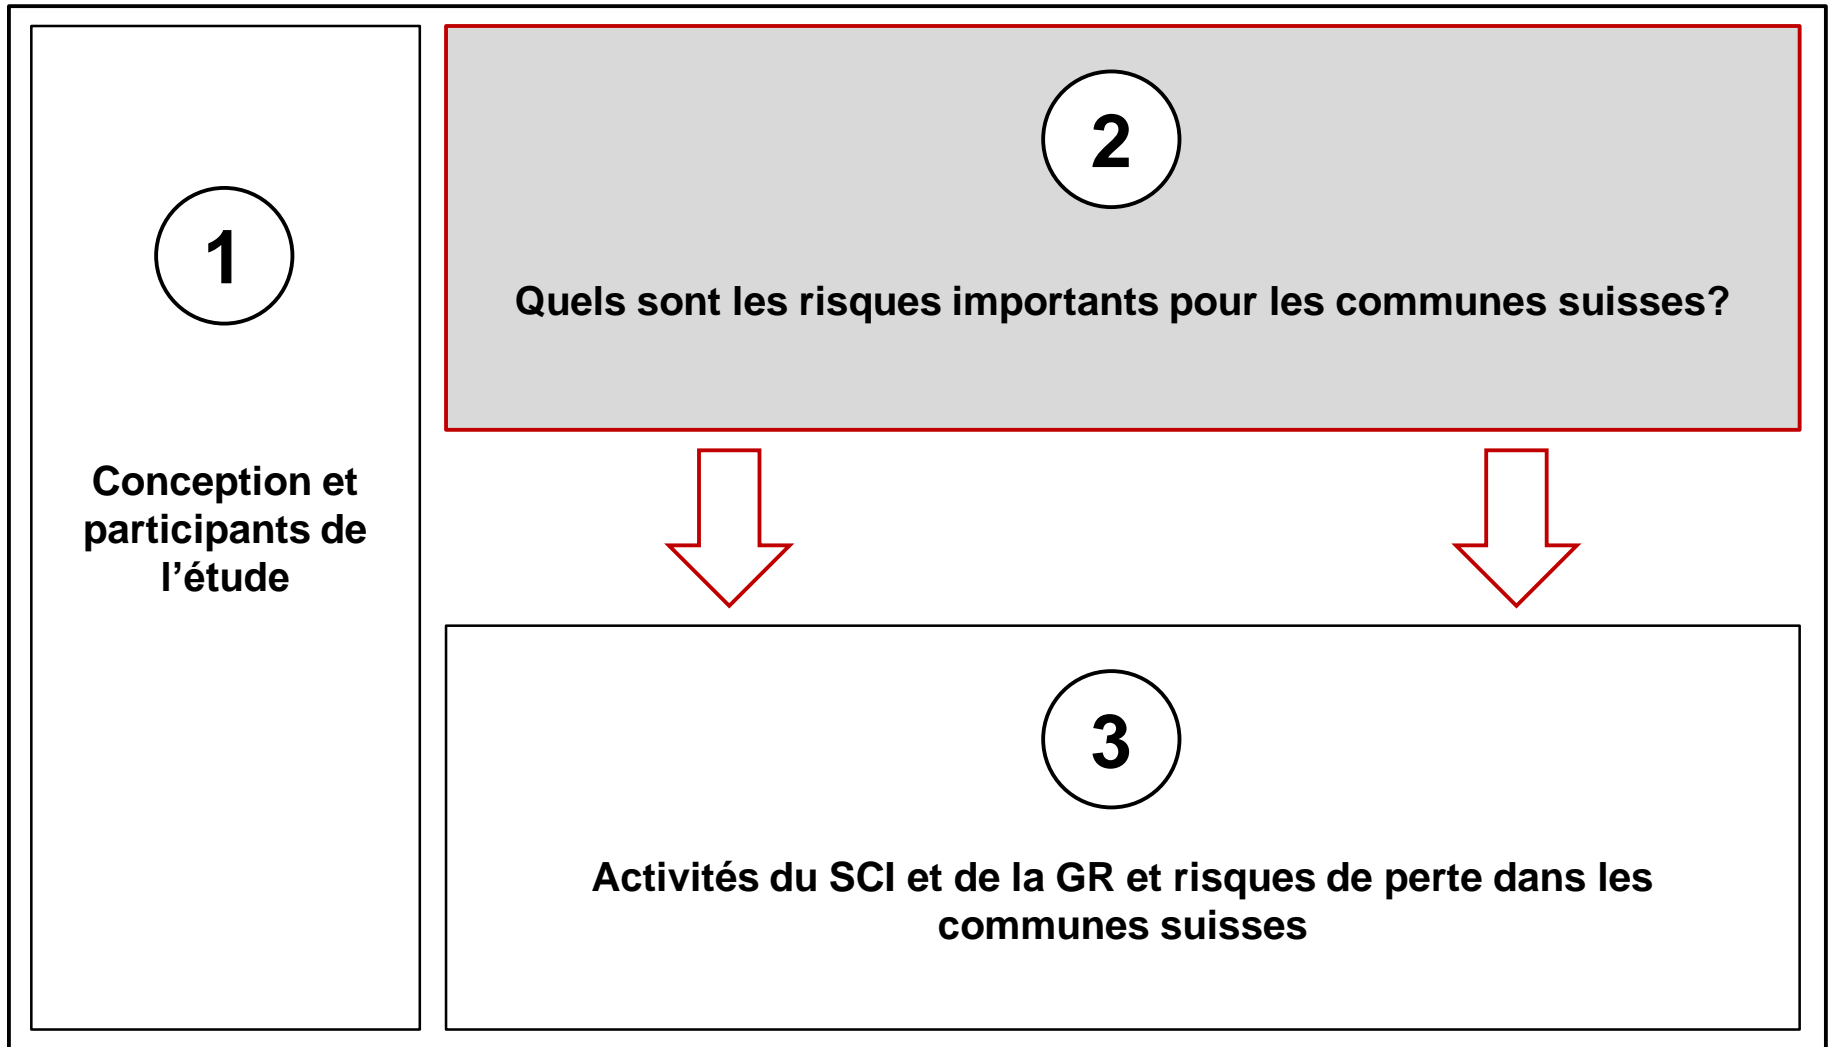 1
Conception et
participants de
l’étude
2
Quels sont les risques importants pour les communes suisses?
3
Activités du SCI et de la GR et risques de perte dans les
communes suisses